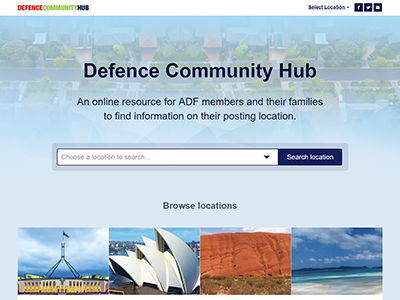 DEFENCECOMMUNITYHUB
Select Location
Defence Community Hub
An online resource for ADF members and their families
to find information on their posting location.
Choose a location to search...
Search location
Browse locations